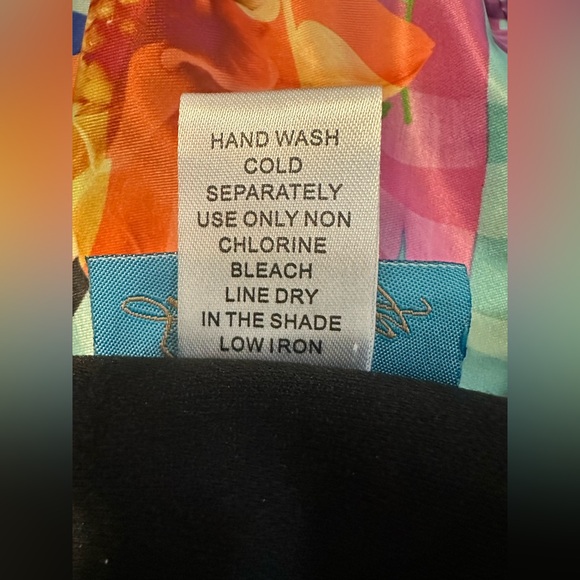 HAND WASH
COLD
SEPARATELY
USE ONLY NON
CHLORINE
BLEACH
LINE DRY
IN THE SHADE
LOW IRON